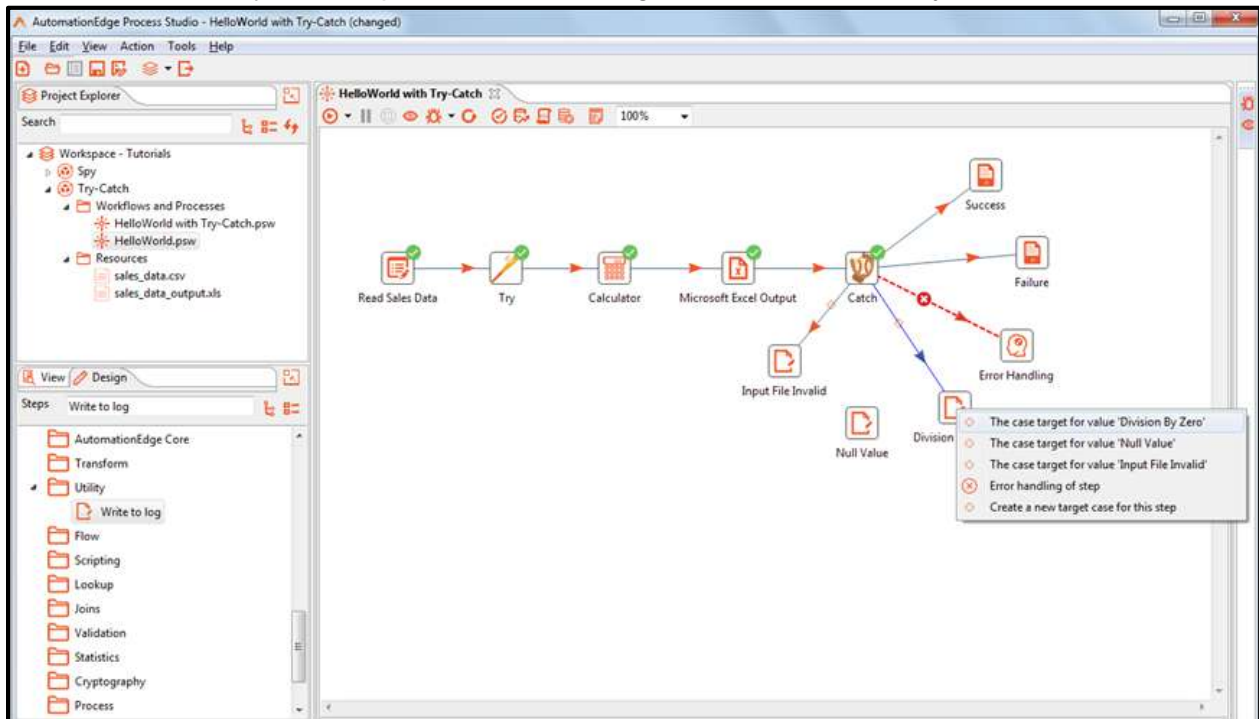 AutomationEdge Process Studio - HelloWorld with Try-Catch (changed)
File Edit View Action Tools Help
Project Explorer
Search
Workspace - Tutorials
Spy
Try-Catch
Workflows and Processes
HelloWorld with Try-Catch.psw
HelloWorld.psw
Resources
sales_data.csv
sales_data_output.xls
View Design
Steps Write to log
AutomationEdge Core
Transform
Utility
Write to log
Flow
Scripting
Lookup
Joins
Validation
Statistics
Cryptography
Process
HelloWorld with Try-Catch
100%
Success
Read Sales Data Try Calculator Microsoft Excel Output Catch Failure
Input File Invalid Error Handling
Null Value Division
The case target for value 'Division By Zero'
The case target for value 'Null Value'
The case target for value 'Input File Invalid'
Error handling of step
Create a new target case for this step